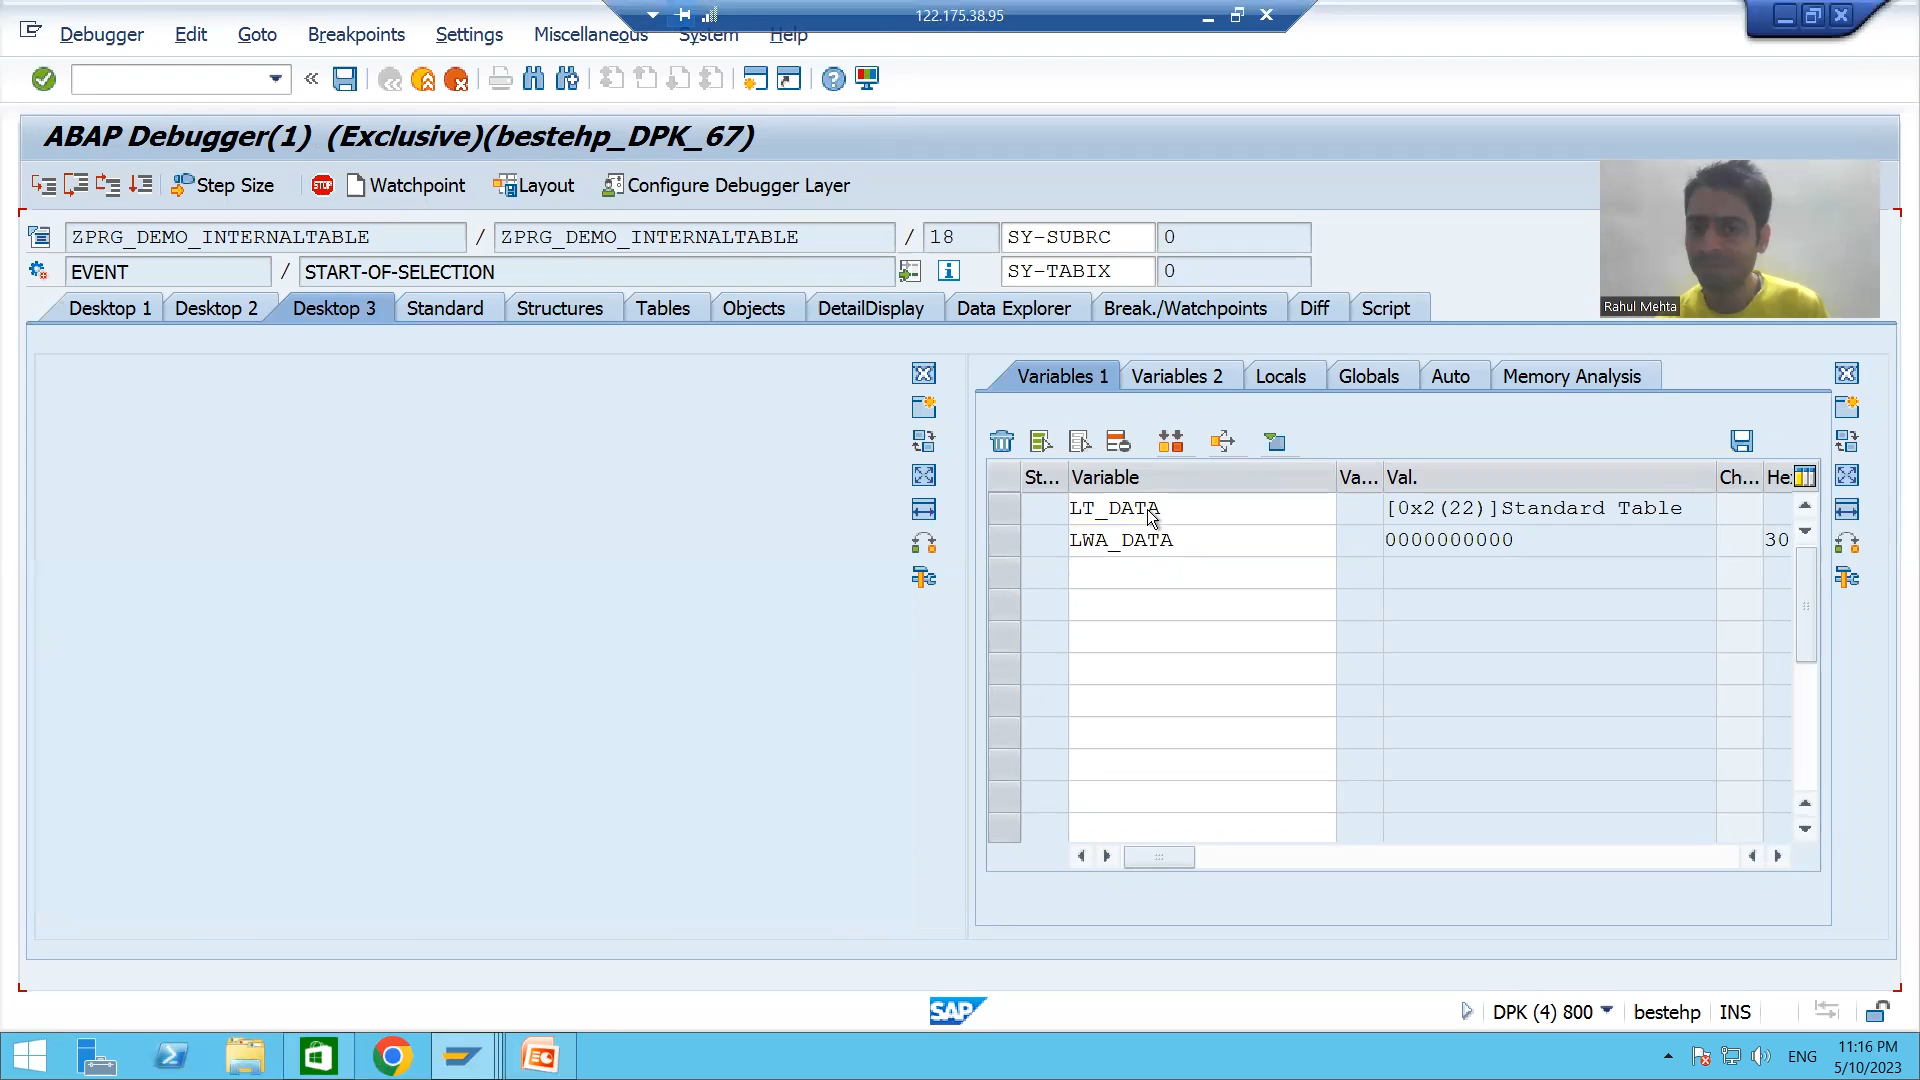 122.175.38.95
Debugger Edit Goto Breakpoints Settings Miscellaneous System Help
ABAP Debugger(1) (Exclusive)(bestehp_DPK_67)
Step Size STOP Watchpoint Layout Configure Debugger Layer
ZPRG_DEMO_INTERNALTABLE / ZPRG_DEMO_INTERNALTABLE / 18 SY-SUBRC 0
EVENT / START-OF-SELECTION SY-TABIX 0
Rahul Mehta
Desktop 1 Desktop 2 Desktop 3 Standard Structures Tables Objects DetailDisplay Data Explorer Break./Watchpoints Diff Script
Variables 1 Variables 2 Locals Globals Auto Memory Analysis
St... Variable Va... Val. Ch... Hex
LT_DATA [0x2(22)]Standard Table
LWA_DATA 0000000000 30
SAP DPK (4) 800 bestehp INS
ENG 11:16 PM
5/10/2023